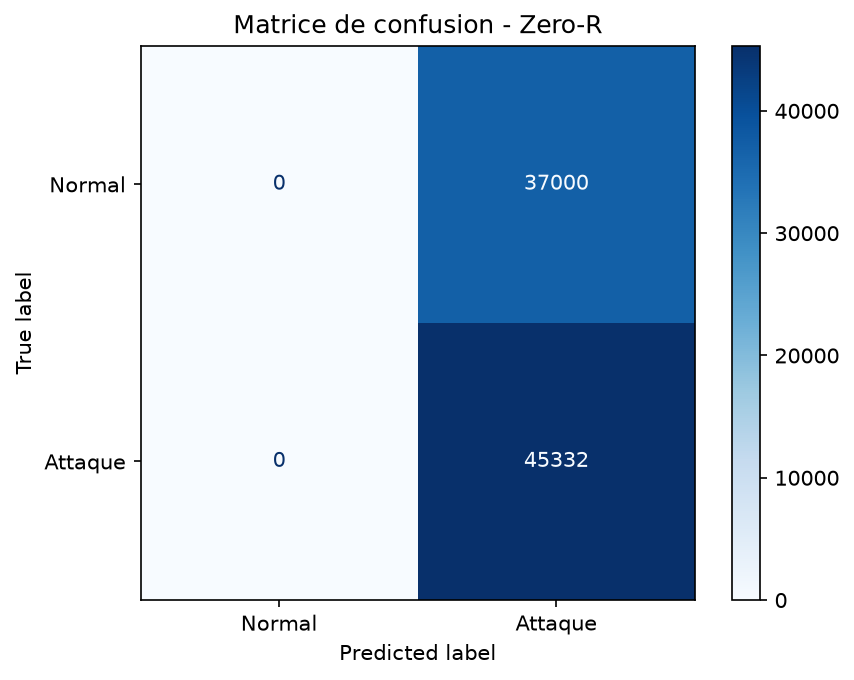 Matrice de confusion - Zero-R
True label
Normal
Attaque
0
37000
0
45332
Normal
Attaque
Predicted label
40000
30000
20000
10000
0